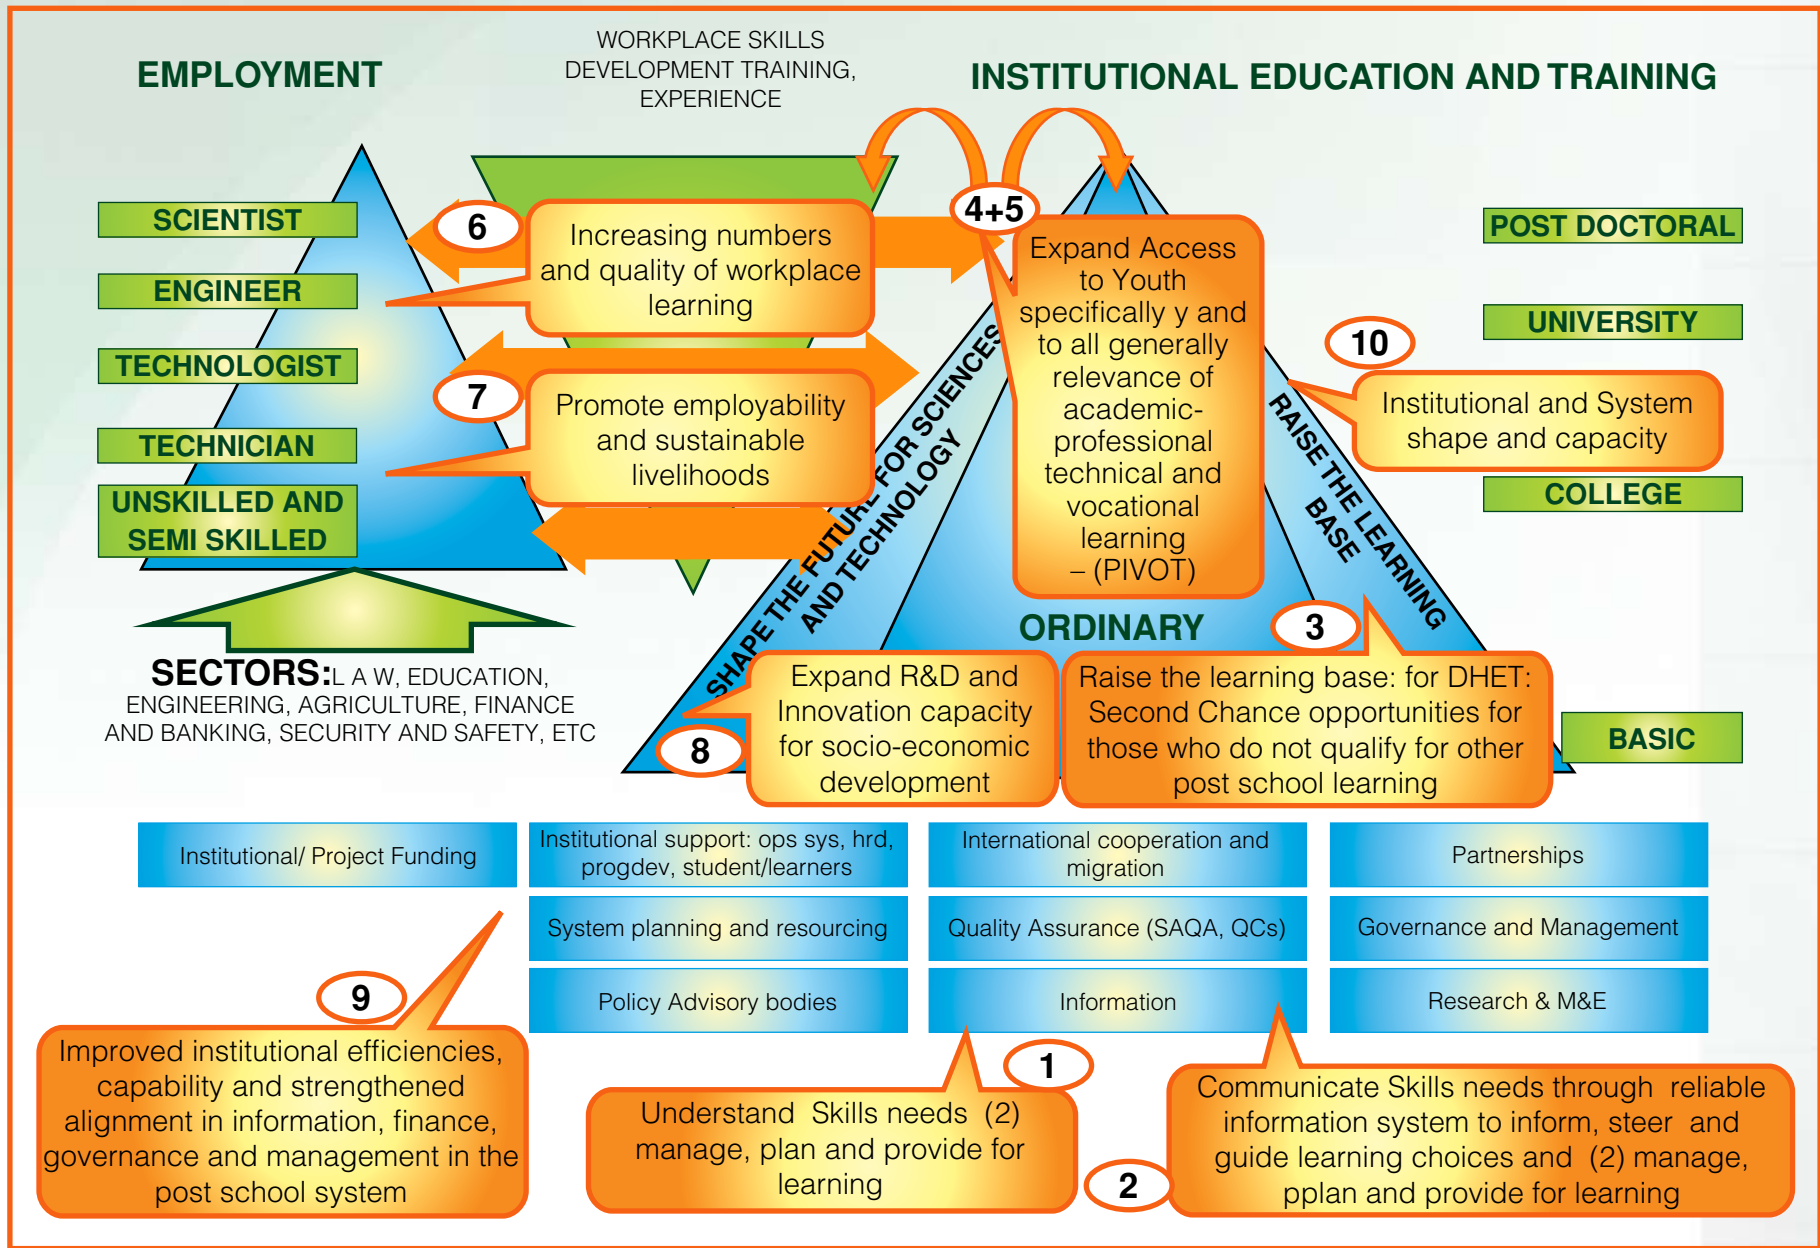 WORKPLACE SKILLS
DEVELOPMENT TRAINING,
EXPERIENCE
EMPLOYMENT
INSTITUTIONAL EDUCATION AND TRAINING
SCIENTIST
ENGINEER
TECHNOLOGIST
TECHNICIAN
UNSKILLED AND
SEMI SKILLED
6
Increasing numbers
and quality of workplace
learning
7
Promote employability
and sustainable
livelihoods
4+5
Expand Access
to Youth
specifically y and
to all generally
relevance of
academic-
professional
technical and
vocational
learning
– (PIVOT)
POST DOCTORAL
UNIVERSITY
10
Institutional and System
shape and capacity
COLLEGE
SHAPE THE FUTURE FOR SCIENCES
AND TECHNOLOGY
RAISE THE LEARNING
BASE
ORDINARY
3
Raise the learning base: for DHET:
Second Chance opportunities for
those who do not qualify for other
post school learning
BASIC
SECTORS:L A W, EDUCATION,
ENGINEERING, AGRICULTURE, FINANCE
AND BANKING, SECURITY AND SAFETY, ETC
8
Expand R&D and
Innovation capacity
for socio-economic
development
Institutional/ Project Funding
Institutional support: ops sys, hrd,
progdev, student/learners
International cooperation and
migration
Partnerships
System planning and resourcing
Quality Assurance (SAQA, QCs)
Governance and Management
Policy Advisory bodies
Information
Research & M&E
9
Improved institutional efficiencies,
capability and strengthened
alignment in information, finance,
governance and management in the
post school system
1
Understand Skills needs (2)
manage, plan and provide for
learning
2
Communicate Skills needs through reliable
information system to inform, steer and
guide learning choices and (2) manage,
pplan and provide for learning